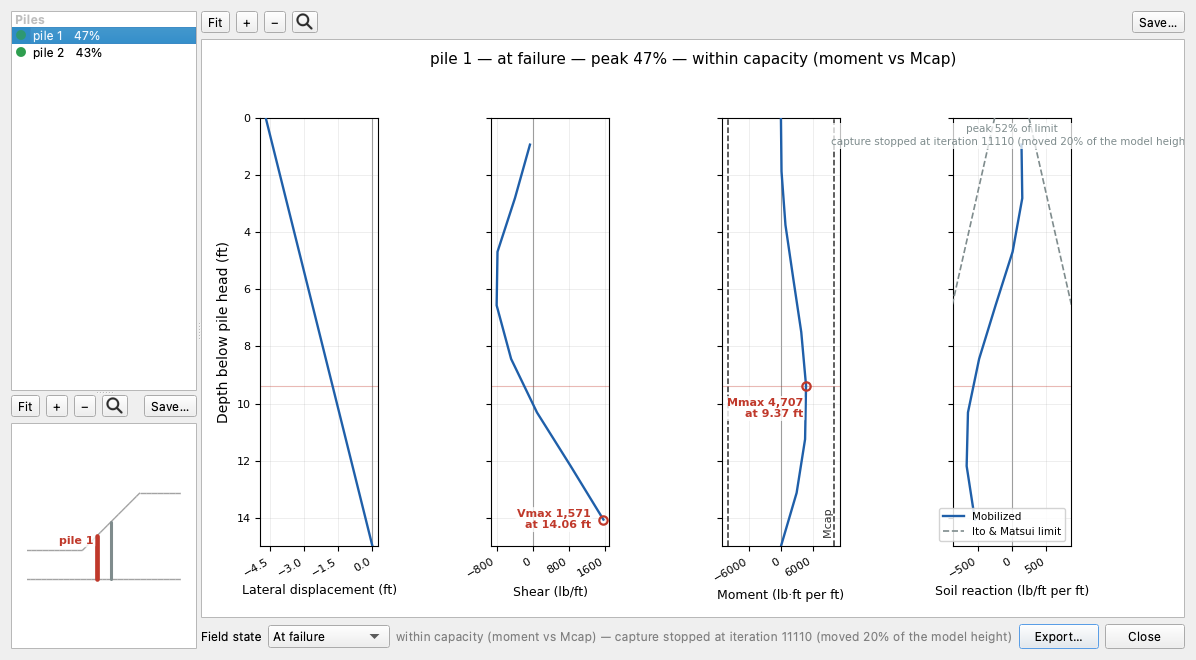 Piles
pile 1 47%
pile 2 43%
Fit + −
Save...
pile 1 — at failure — peak 47% — within capacity (moment vs Mcap)
peak 52% of limit
capture stopped at iteration 11110 (moved 20% of the model heigh
Depth below pile head (ft)
0
2
4
6
8
10
12
14
−4.5 −3.0 −1.5 0.0
Lateral displacement (ft)
Vmax 1,571
at 14.06 ft
−800 0 800 1600
Shear (lb/ft)
Mmax 4,707
at 9.37 ft
Mcap
−6000 0 6000
Moment (lb·ft per ft)
Mobilized
Ito & Matsui limit
−500 0 500
Soil reaction (lb/ft per ft)
Fit + −
Save...
pile 1
Field state At failure within capacity (moment vs Mcap) — capture stopped at iteration 11110 (moved 20% of the model height) Export... Close